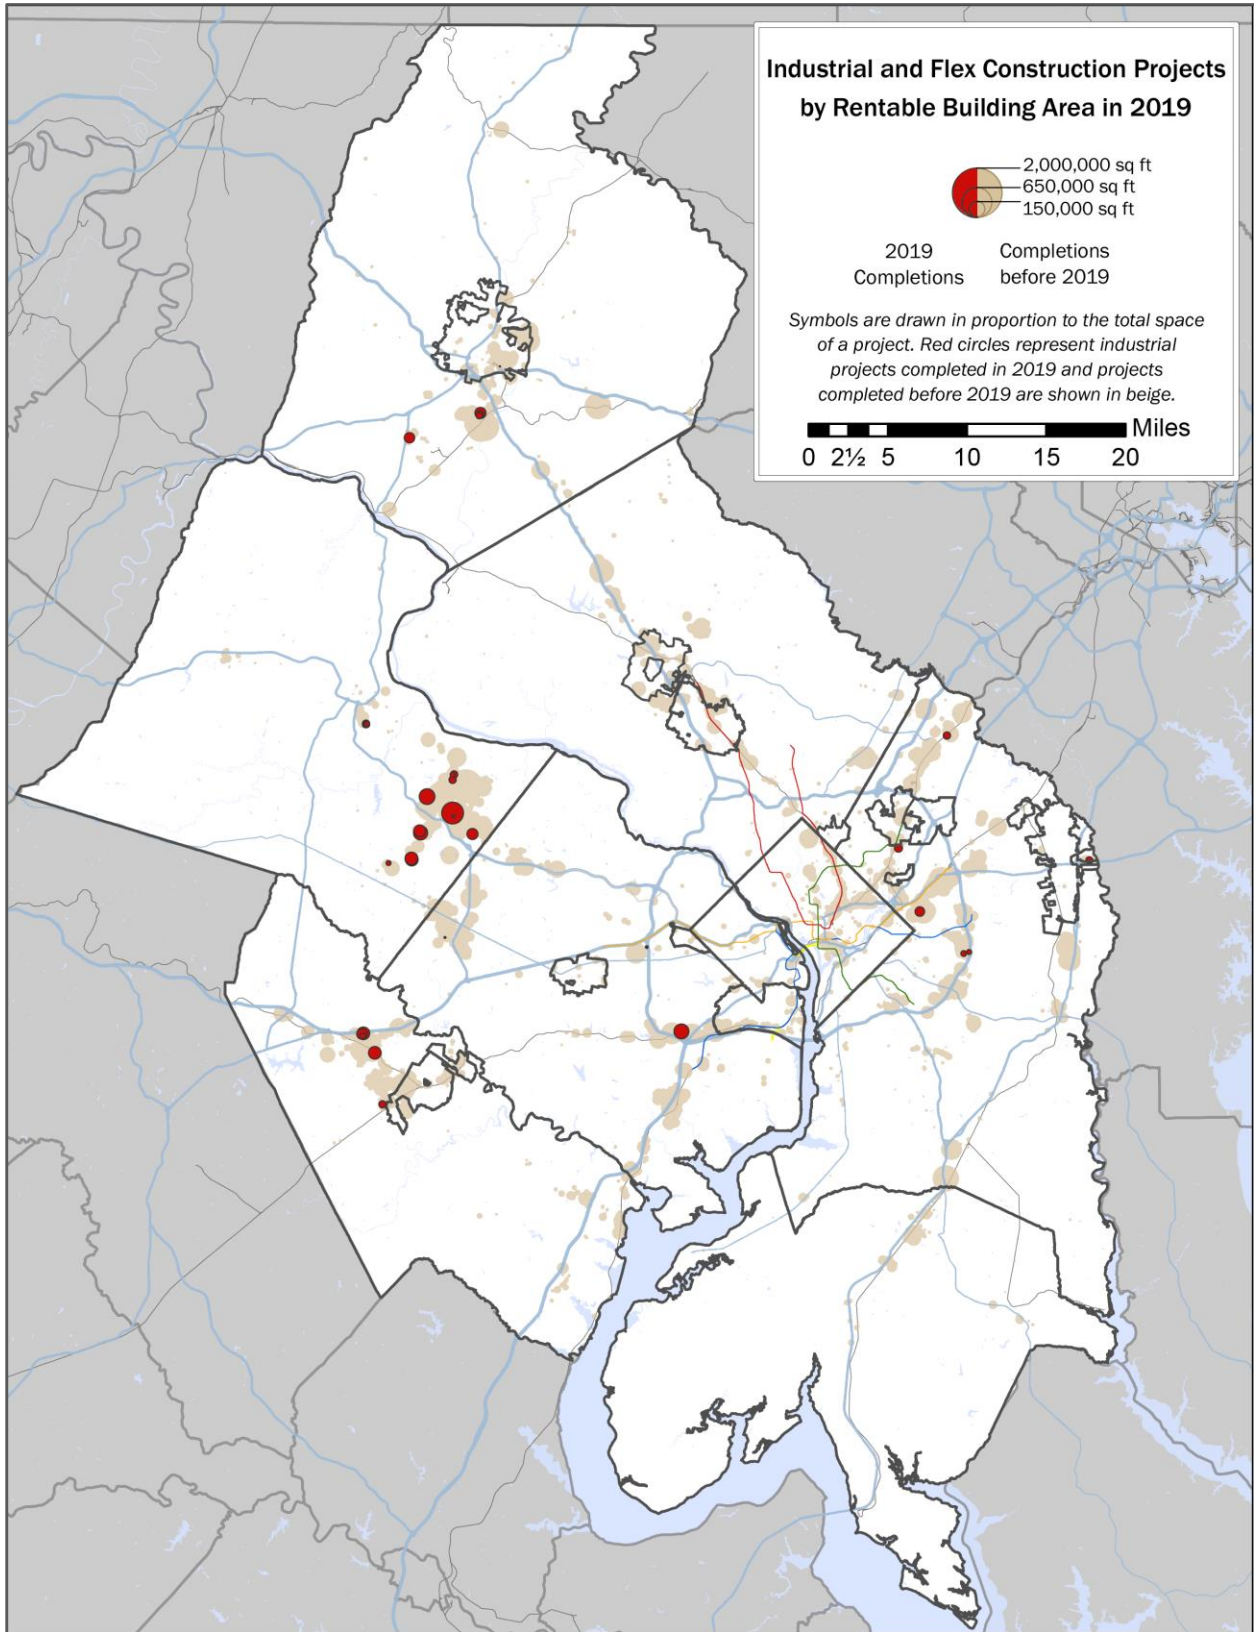 Industrial and Flex Construction Projects
by Rentable Building Area in 2019
2,000,000 sq ft
650,000 sq ft
150,000 sq ft
2019
Completions
Completions
before 2019
Symbols are drawn in proportion to the total space
of a project. Red circles represent industrial
projects completed in 2019 and projects
completed before 2019 are shown in beige.
Miles
0 2½ 5 10 15 20